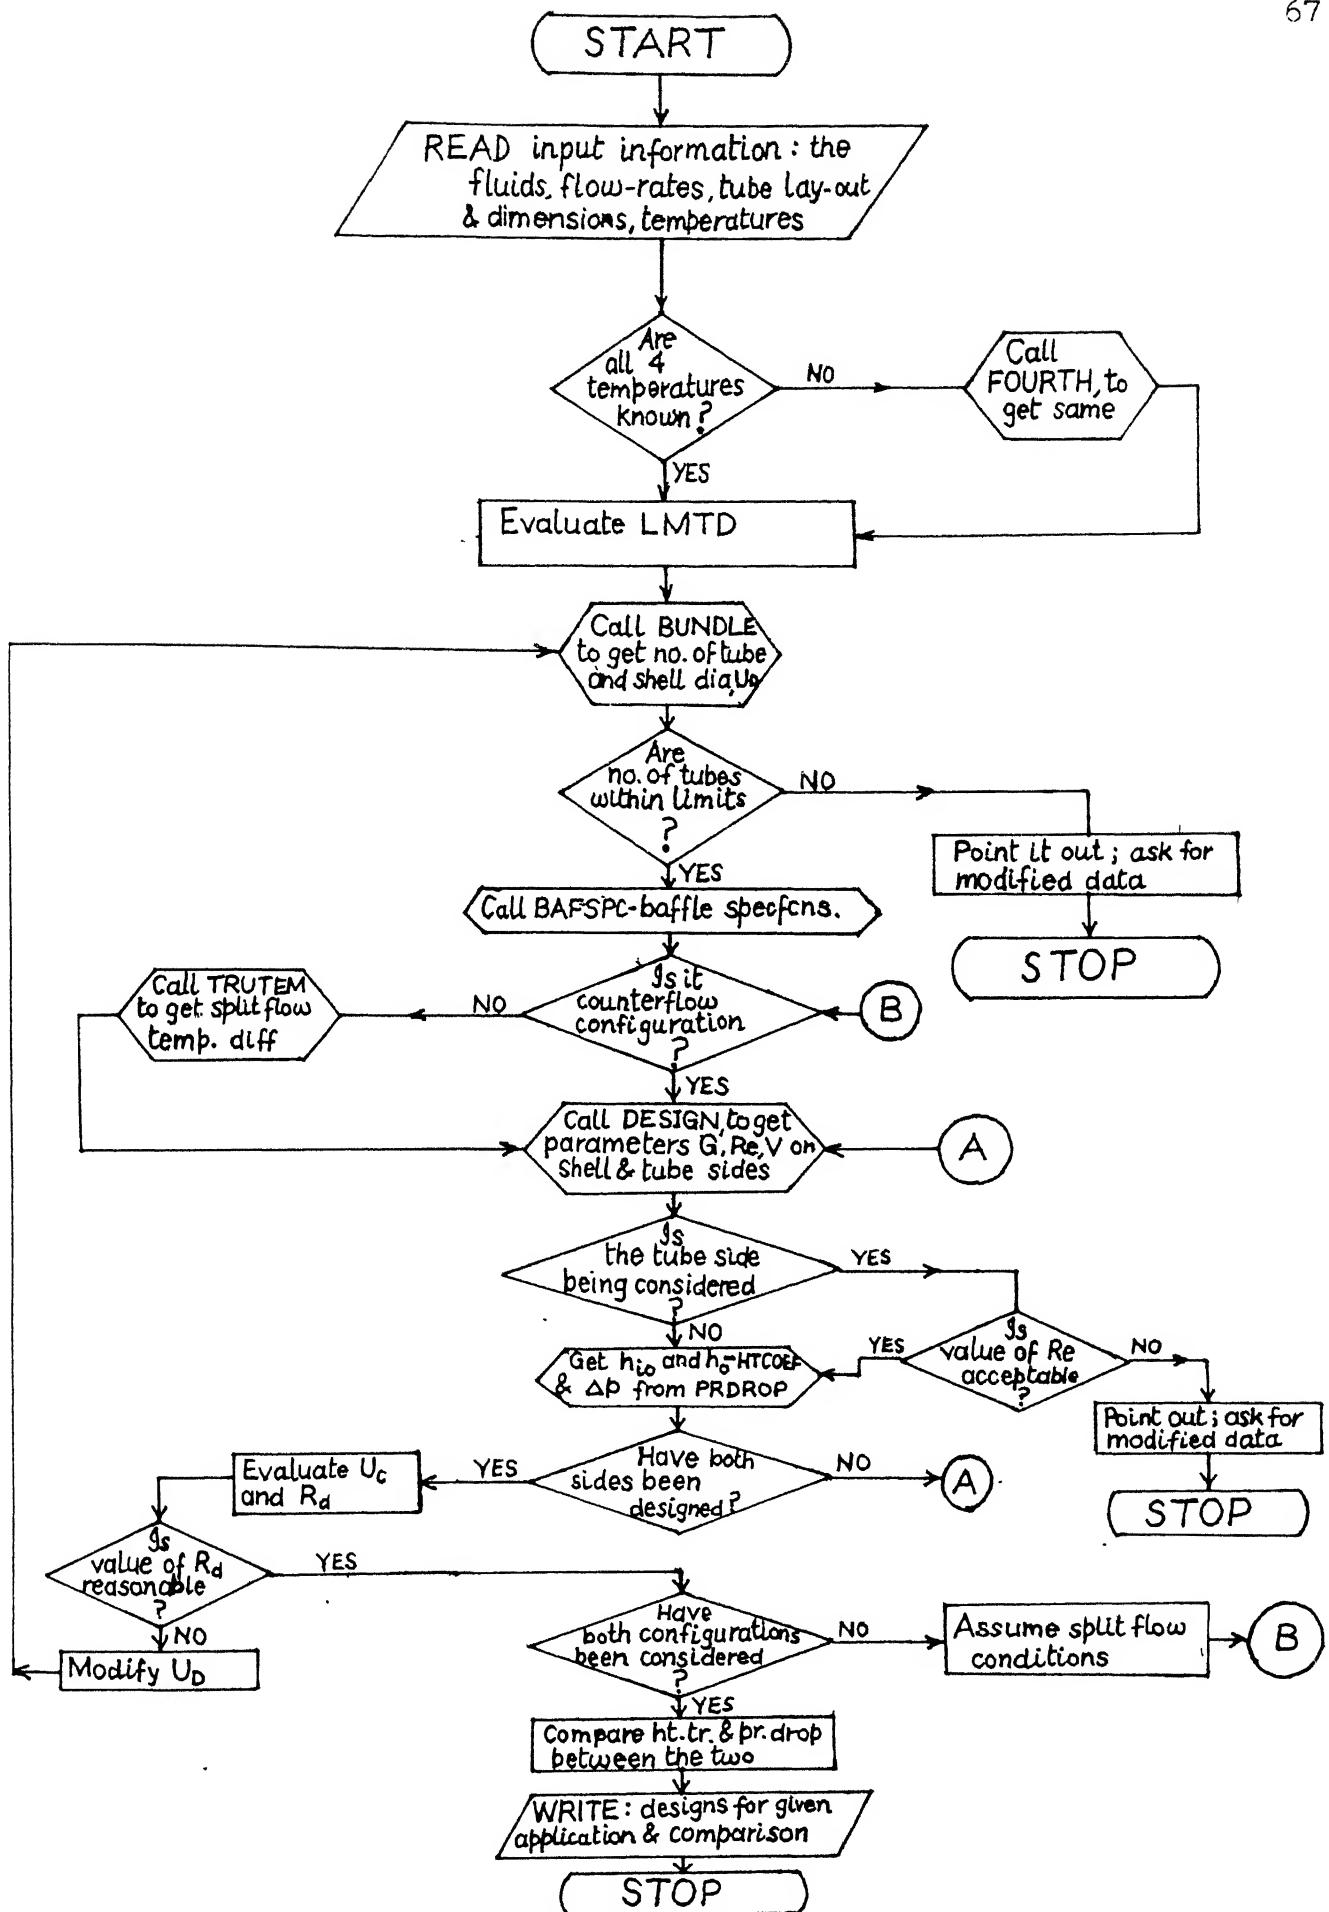 67
START
READ input information : the
fluids, flow-rates, tube lay-out
& dimensions, temperatures
Are
all 4
temperatures
known?
NO
Call
FOURTH, to
get same
YES
Evaluate LMTD
Call BUNDLE
to get no. of tube
and shell dia, U_D
Are
no. of tubes
within limits
?
NO
Point it out ; ask for
modified data
STOP
YES
Call BAFSPC-baffle specfcns.
Is it
counterflow
configuration
?
B
NO
Call TRUTEM
to get split flow
temp. diff
YES
Call DESIGN, to get
parameters G, Re, V on
shell & tube sides
A
Is
the tube side
being considered
?
YES
NO
Is
value of Re
acceptable
?
YES
NO
Get h_io and h_o-HTCOEF
& Δp from PRDROP
Point out ; ask for
modified data
STOP
Have both
sides been
designed?
NO
A
YES
Evaluate U_C
and R_d
Is
value of R_d
reasonable
?
YES
NO
Modify U_D
Have
both configurations
been considered
?
NO
Assume split flow
conditions
B
YES
Compare ht.tr. & pr. drop
between the two
WRITE : designs for given
application & comparison
STOP